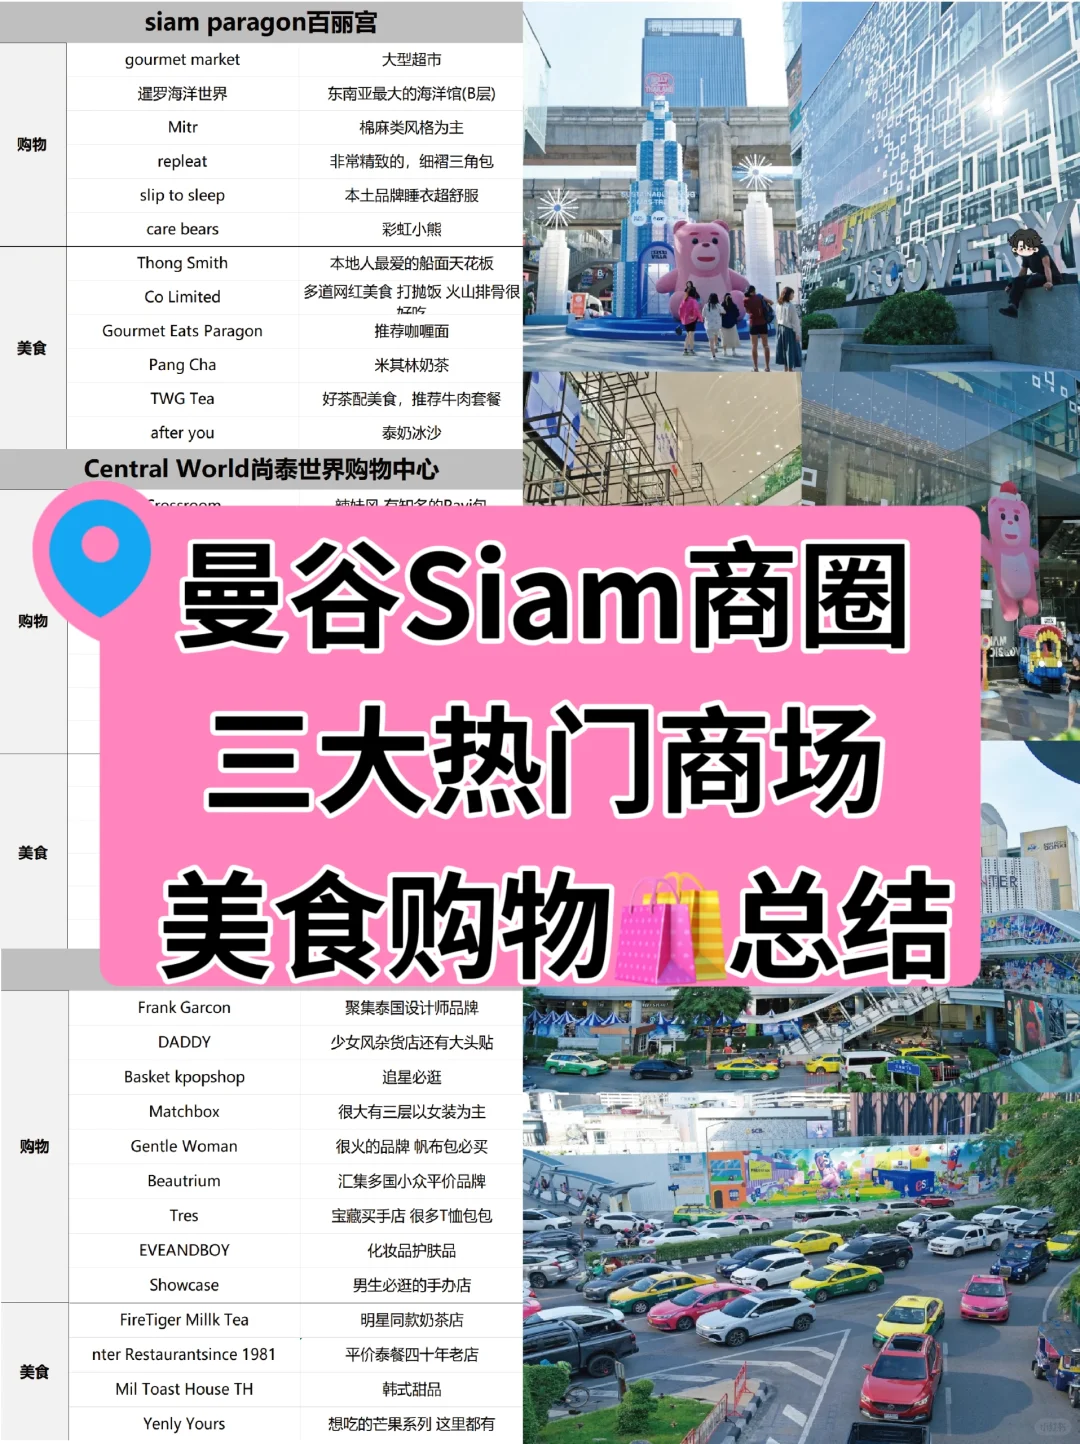 siam paragon百丽宫
购物
gourmet market 大型超市
暹罗海洋世界 东南亚最大的海洋馆(B层)
Mitr 棉麻类风格为主
repleat 非常精致的，细褶三角包
slip to sleep 本土品牌睡衣超舒服
care bears 彩虹小熊
美食
Thong Smith 本地人最爱的船面天花板
Co Limited 多道网红美食 打抛饭 火山排骨很好吃
Gourmet Eats Paragon 推荐咖喱面
Pang Cha 米其林奶茶
TWG Tea 好茶配美食，推荐牛肉套餐
after you 泰奶冰沙
Central World尚泰世界购物中心
购物
美食
曼谷Siam商圈
三大热门商场
美食购物🛍️总结
购物
Frank Garcon 聚集泰国设计师品牌
DADDY 少女风杂货店还有大头贴
Basket kpopshop 追星必逛
Matchbox 很大有三层以女装为主
Gentle Woman 很火的品牌 帆布包必买
Beautrium 汇集多国小众平价品牌
Tres 宝藏买手店 很多T恤包包
EVEANDBOY 化妆品护肤品
Showcase 男生必逛的手办店
美食
FireTiger Millk Tea 明星同款奶茶店
nter Restaurantsince 1981 平价泰餐四十年老店
Mil Toast House TH 韩式甜品
Yenly Yours 想吃的芒果系列 这里都有
SIAM
DISCOVERY